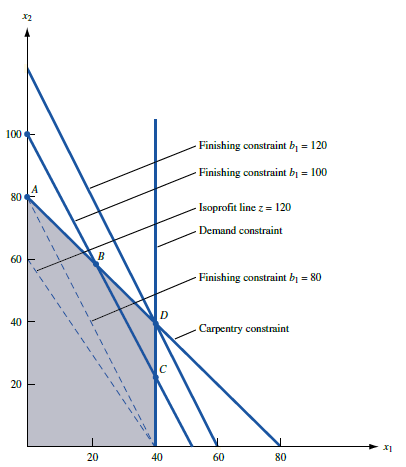 x2
100
80
60
40
20
A
B
D
C
Finishing constraint b1 = 120
Finishing constraint b1 = 100
Isoprofit line z = 120
Demand constraint
Finishing constraint b1 = 80
Carpentry constraint
20
40
60
80
x1